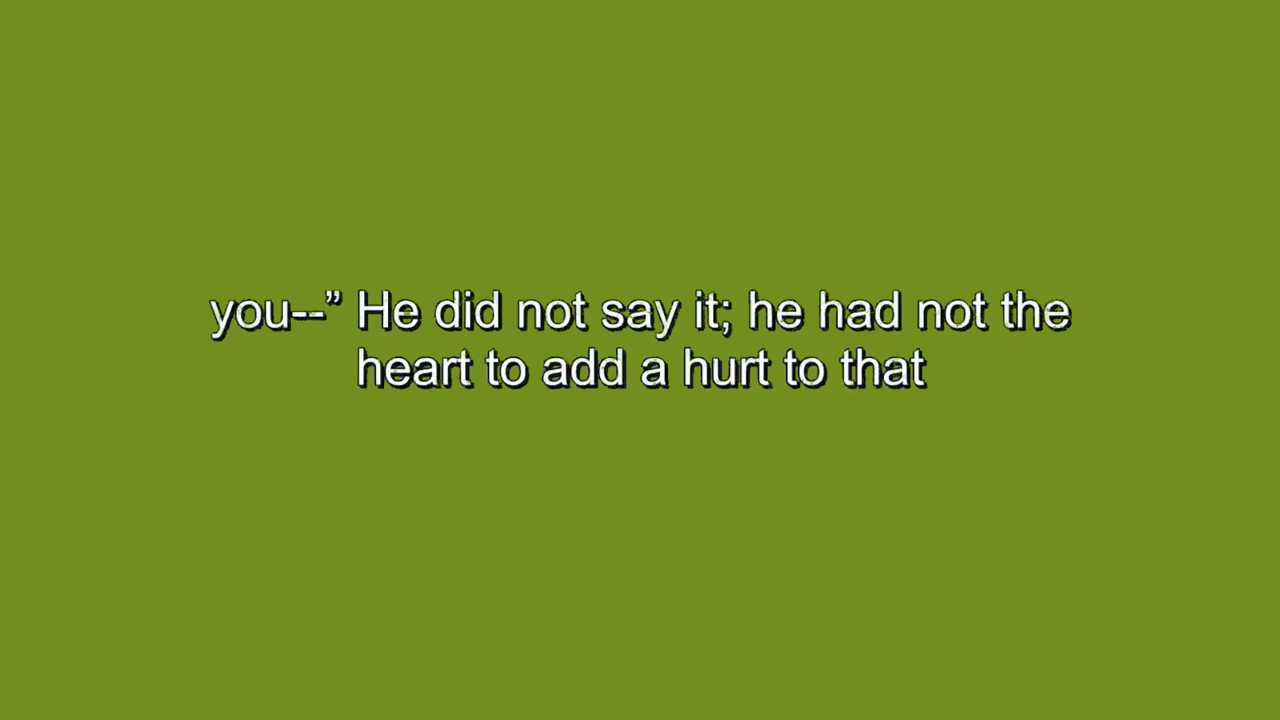 you--” He did not say it; he had not the
heart to add a hurt to that